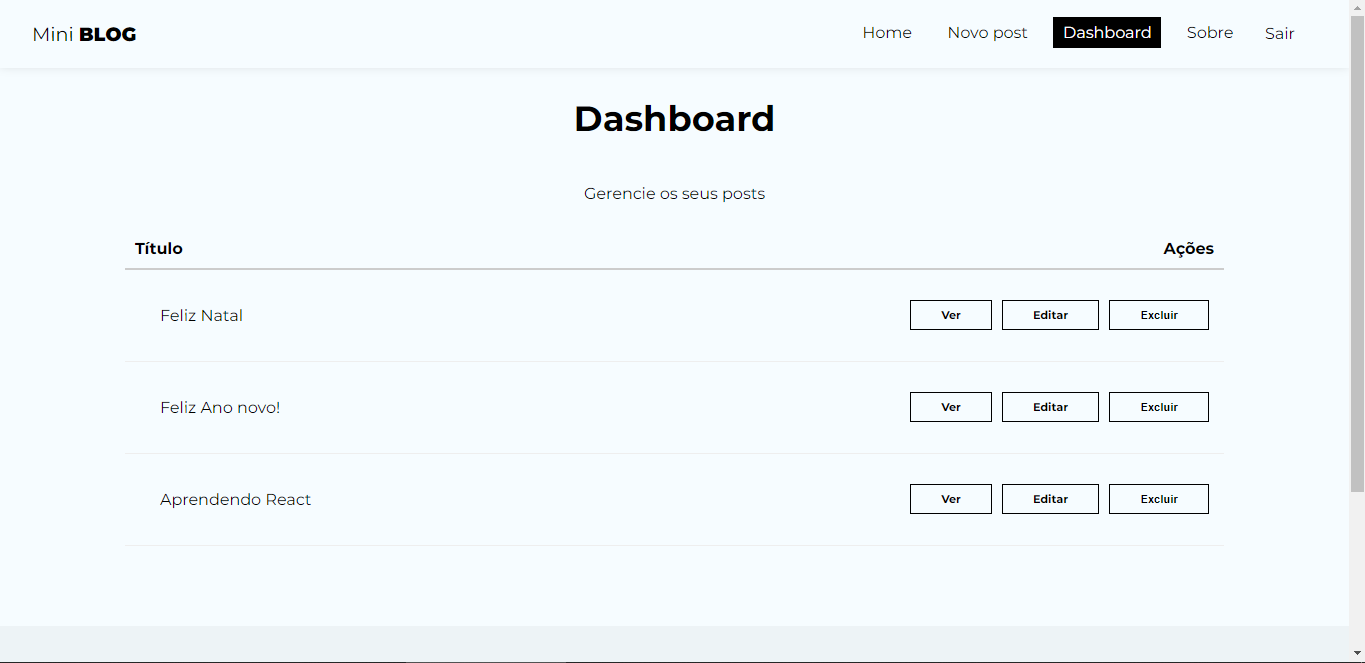 Mini BLOG Home Novo post Dashboard Sobre Sair
Dashboard
Gerencie os seus posts
Título Ações
Feliz Natal Ver Editar Excluir
Feliz Ano novo! Ver Editar Excluir
Aprendendo React Ver Editar Excluir